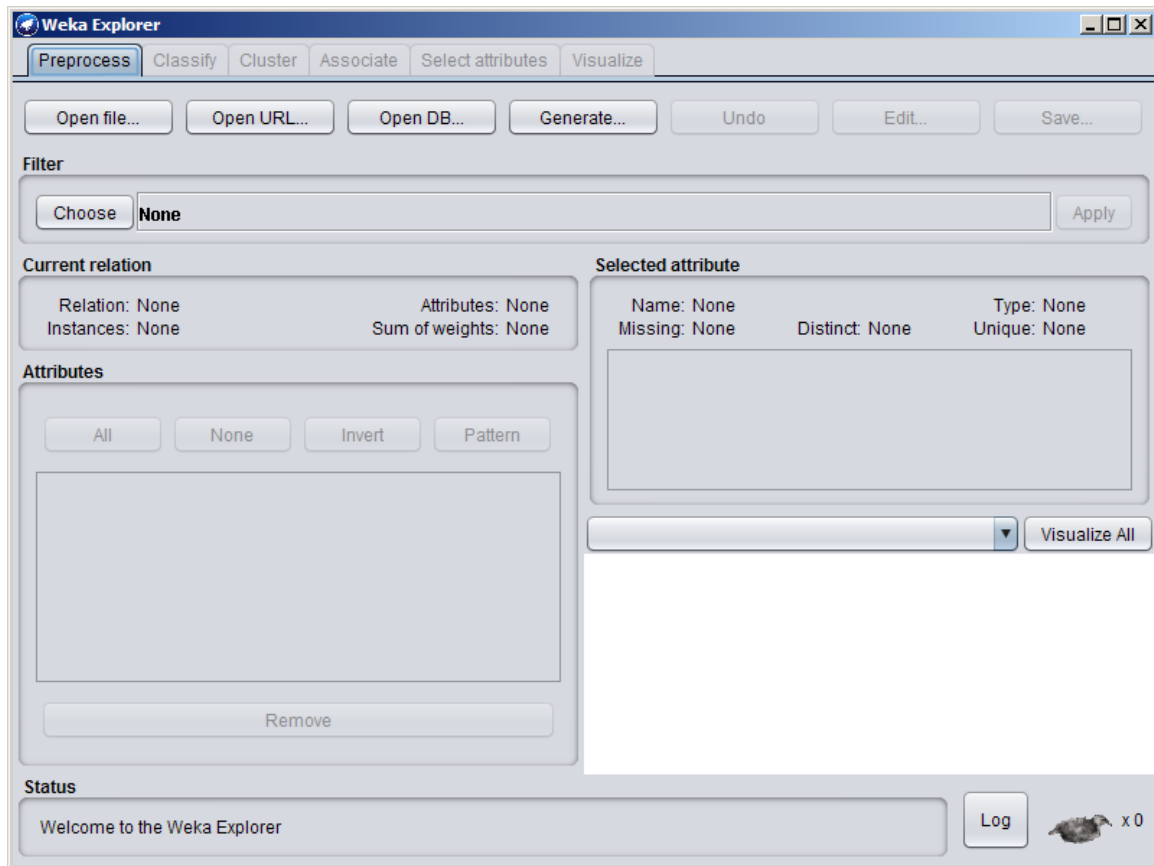 Weka Explorer
Preprocess Classify Cluster Associate Select attributes Visualize
Open file... Open URL... Open DB... Generate... Undo Edit... Save...
Filter
Choose None Apply
Current relation
Relation: None Attributes: None
Instances: None Sum of weights: None
Selected attribute
Name: None Type: None
Missing: None Distinct: None Unique: None
Attributes
All None Invert Pattern
Remove
Visualize All
Status
Welcome to the Weka Explorer
Log x 0